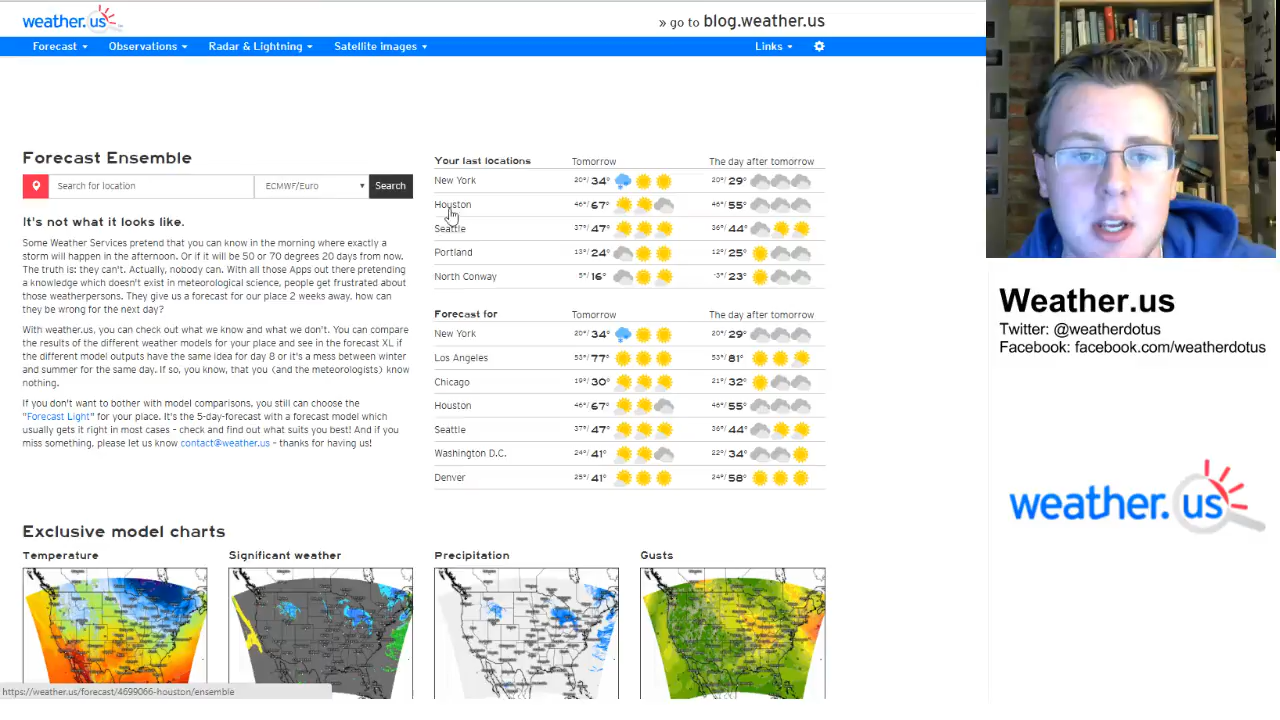 weather.us
» go to blog.weather.us
Forecast Observations Radar & Lightning Satellite images Links
Forecast Ensemble
Search for location ECMWF/Euro Search
It's not what it looks like.
Some Weather Services pretend that you can know in the morning where exactly a
storm will happen in the afternoon. Or if it will be 50 or 70 degrees 20 days from now.
The truth is: they can't. Actually, nobody can. With all those Apps out there pretending
a knowledge which doesn't exist in meteorological science, people get frustrated about
those weatherpersons. They give us a forecast for our place 2 weeks away, how can
they be wrong for the next day?
With weather.us, you can check out what we know and what we don't. You can compare
the results of the different weather models for your place and see in the forecast XL if
the different model outputs have the same idea for day 8 or it's a mess between winter
and summer for the same day. If so, you know, that you (and the meteorologists) know
nothing.
If you don't want to bother with model comparisons, you still can choose the
"Forecast Light" for your place. It's the 5-day-forecast with a forecast model which
usually gets it right in most cases - check and find out what suits you best! And if you
miss something, please let us know contact@weather.us - thanks for having us!
Your last locations Tomorrow The day after tomorrow
New York 20°/34° 20°/29°
Houston 46°/67° 46°/55°
Seattle 37°/47° 36°/44°
Portland 13°/24° 12°/25°
North Conway 5°/16° -3°/23°
Forecast for Tomorrow The day after tomorrow
New York 20°/34° 20°/29°
Los Angeles 53°/77° 53°/81°
Chicago 19°/30° 21°/32°
Houston 46°/67° 46°/55°
Seattle 37°/47° 36°/44°
Washington D.C. 24°/41° 22°/34°
Denver 25°/41° 24°/58°
Exclusive model charts
Temperature Significant weather Precipitation Gusts
https://weather.us/forecast/4699066-houston/ensemble
Weather.us
Twitter: @weatherdotus
Facebook: facebook.com/weatherdotus
weather.us